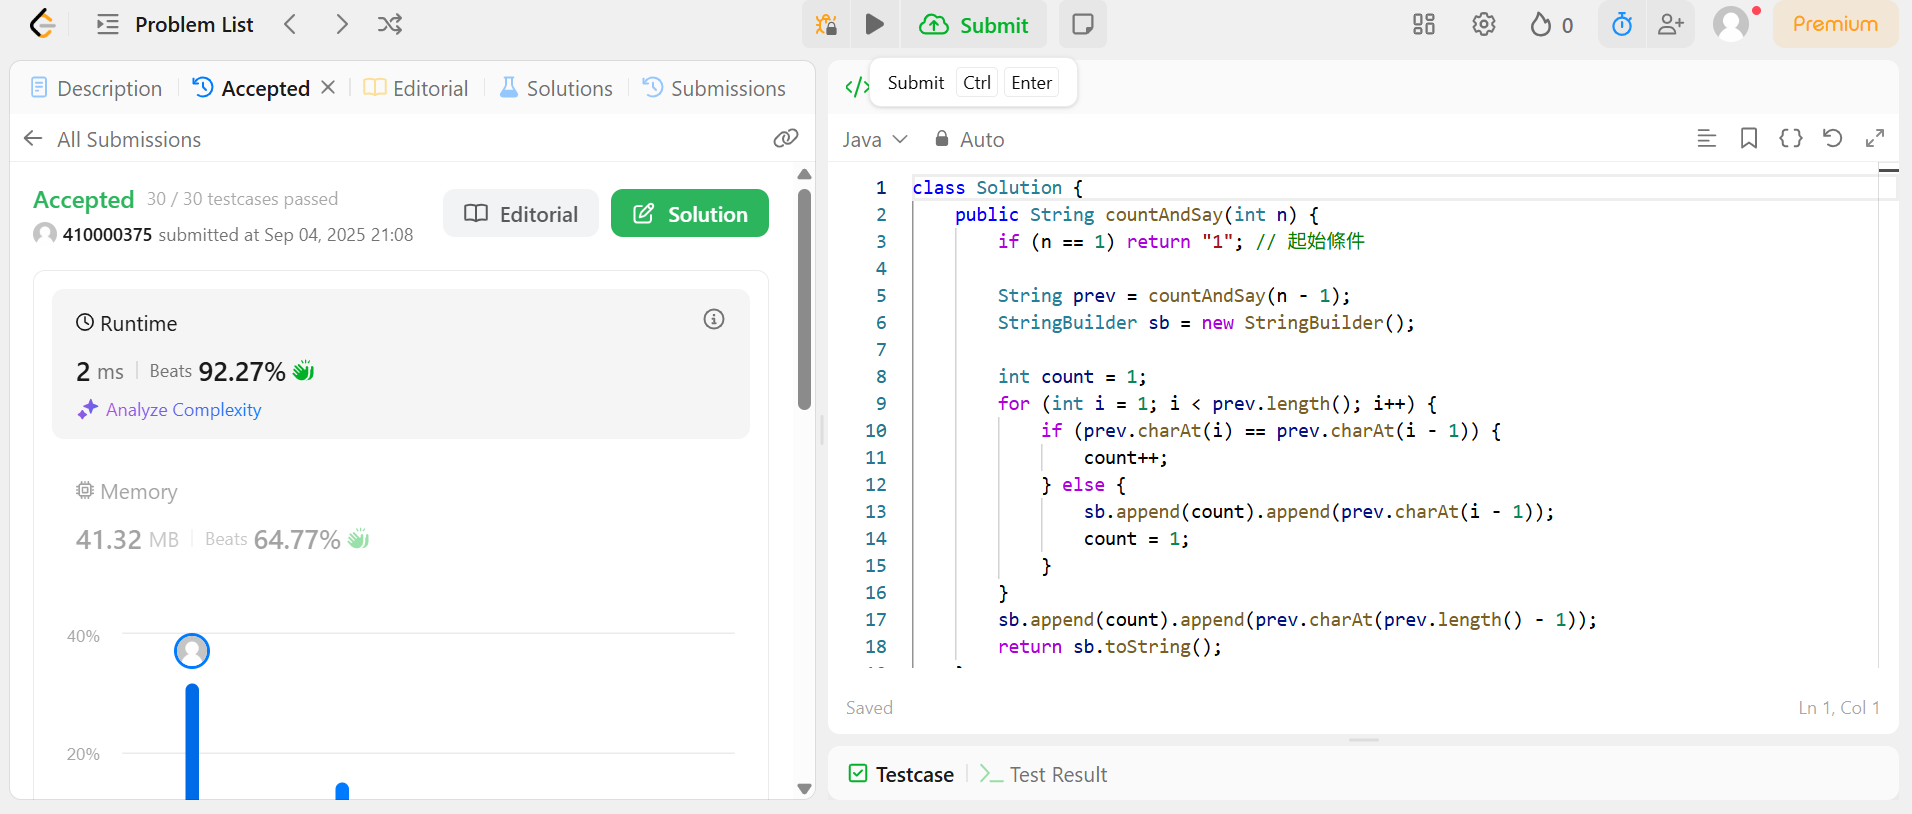 Problem List
Submit
0
Premium
Description
Accepted
Editorial
Solutions
Submissions
Submit Ctrl Enter
All Submissions
Java
Auto
Accepted 30 / 30 testcases passed
410000375 submitted at Sep 04, 2025 21:08
Editorial
Solution
Runtime
2 ms Beats 92.27%
Analyze Complexity
Memory
41.32 MB Beats 64.77%
40%
20%
1 class Solution {
2 public String countAndSay(int n) {
3 if (n == 1) return "1"; // 起始條件
4
5 String prev = countAndSay(n - 1);
6 StringBuilder sb = new StringBuilder();
7
8 int count = 1;
9 for (int i = 1; i < prev.length(); i++) {
10 if (prev.charAt(i) == prev.charAt(i - 1)) {
11 count++;
12 } else {
13 sb.append(count).append(prev.charAt(i - 1));
14 count = 1;
15 }
16 }
17 sb.append(count).append(prev.charAt(prev.length() - 1));
18 return sb.toString();
Saved
Ln 1, Col 1
Testcase
Test Result